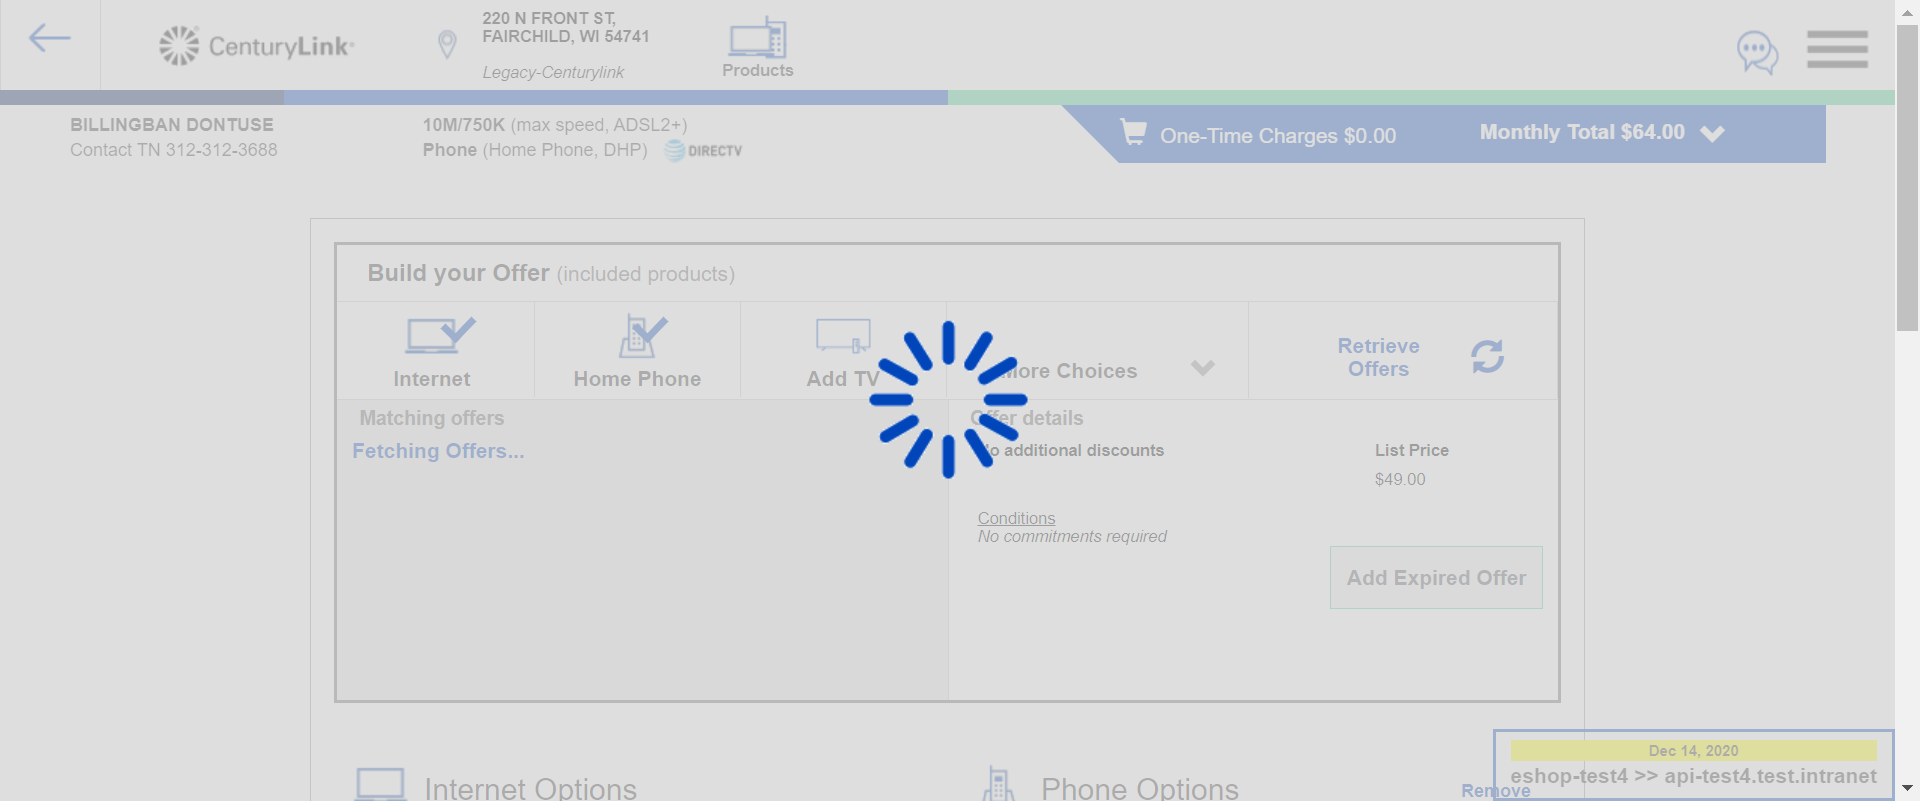 CenturyLink
220 N FRONT ST,
FAIRCHILD, WI 54741
Legacy-Centurylink
Products
BILLINGBAN DONTUSE
Contact TN 312-312-3688
10M/750K (max speed, ADSL2+)
Phone (Home Phone, DHP) DIRECTV
One-Time Charges $0.00
Monthly Total $64.00
Build your Offer (included products)
Internet
Home Phone
Add TV
More Choices
Retrieve
Offers
Matching offers
Fetching Offers...
Offer details
No additional discounts
List Price
$49.00
Conditions
No commitments required
Add Expired Offer
Internet Options
Phone Options
Remove
Dec 14, 2020
eshop-test4 >> api-test4.test.intranet